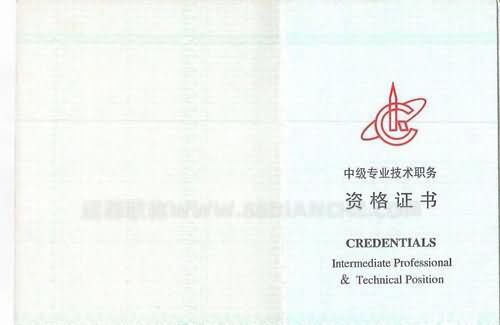 中级专业技术职务
资格证书
CREDENTIALS
Intermediate Professional
& Technical Position